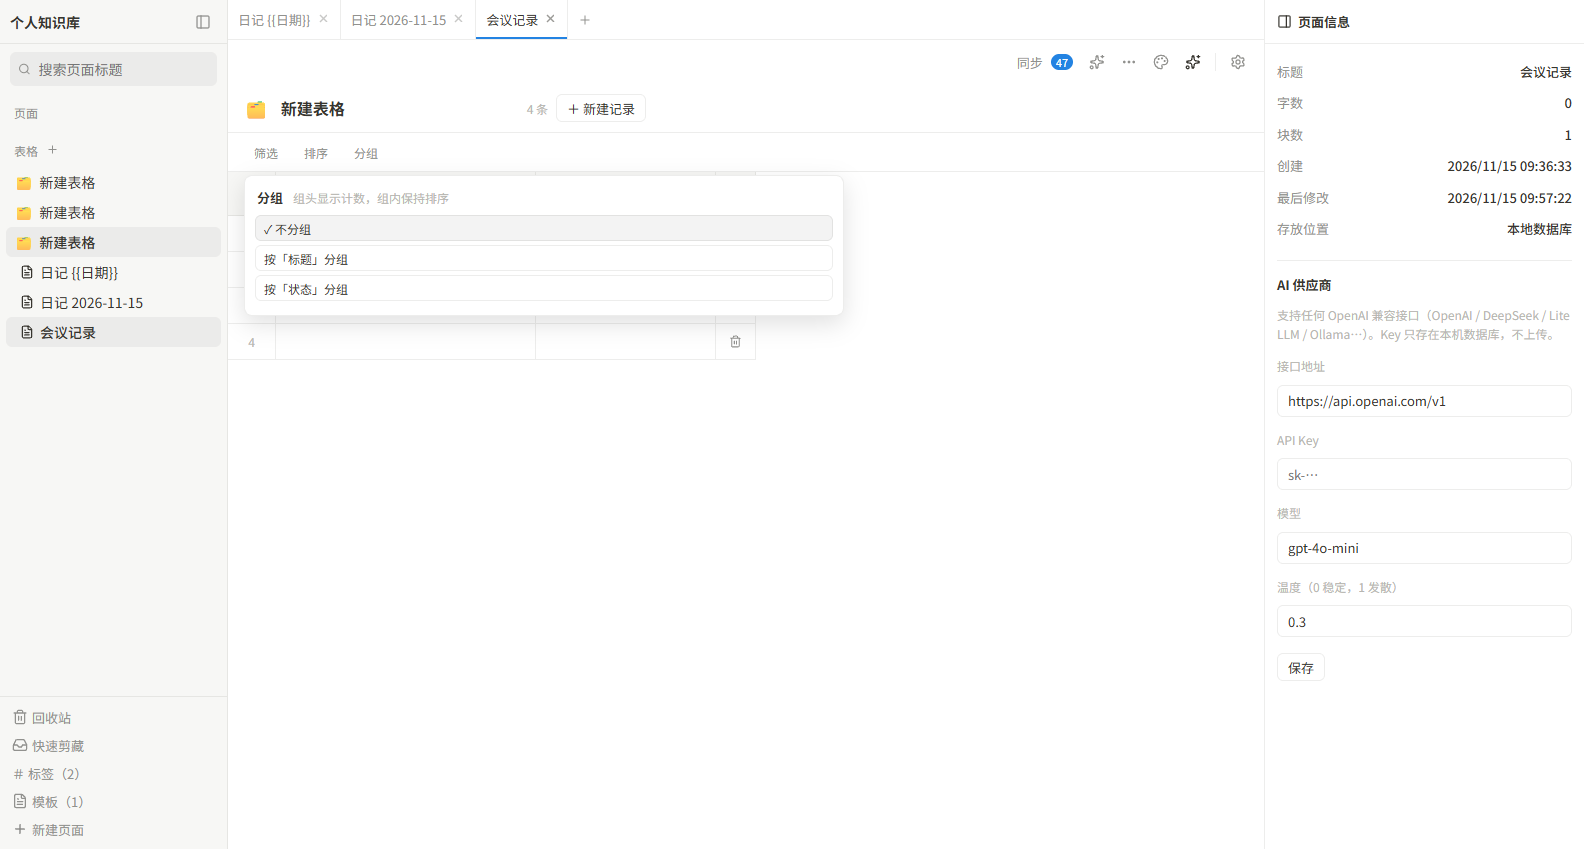 个人知识库
搜索页面标题
页面
表格
新建表格
新建表格
新建表格
日记 {{日期}}
日记 2026-11-15
会议记录
回收站
快速剪藏
# 标签（2）
模板（1）
新建页面
日记 {{日期}}
日记 2026-11-15
会议记录
同步 47
新建表格
4 条
新建记录
筛选 排序 分组
分组 组头显示计数，组内保持排序
✓ 不分组
按「标题」分组
按「状态」分组
4
页面信息
标题 会议记录
字数 0
块数 1
创建 2026/11/15 09:36:33
最后修改 2026/11/15 09:57:22
存放位置 本地数据库
AI 供应商
支持任何 OpenAI 兼容接口（OpenAI / DeepSeek / Lite
LLM / Ollama…）。Key 只存在本机数据库，不上传。
接口地址
https://api.openai.com/v1
API Key
sk-…
模型
gpt-4o-mini
温度（0 稳定，1 发散）
0.3
保存